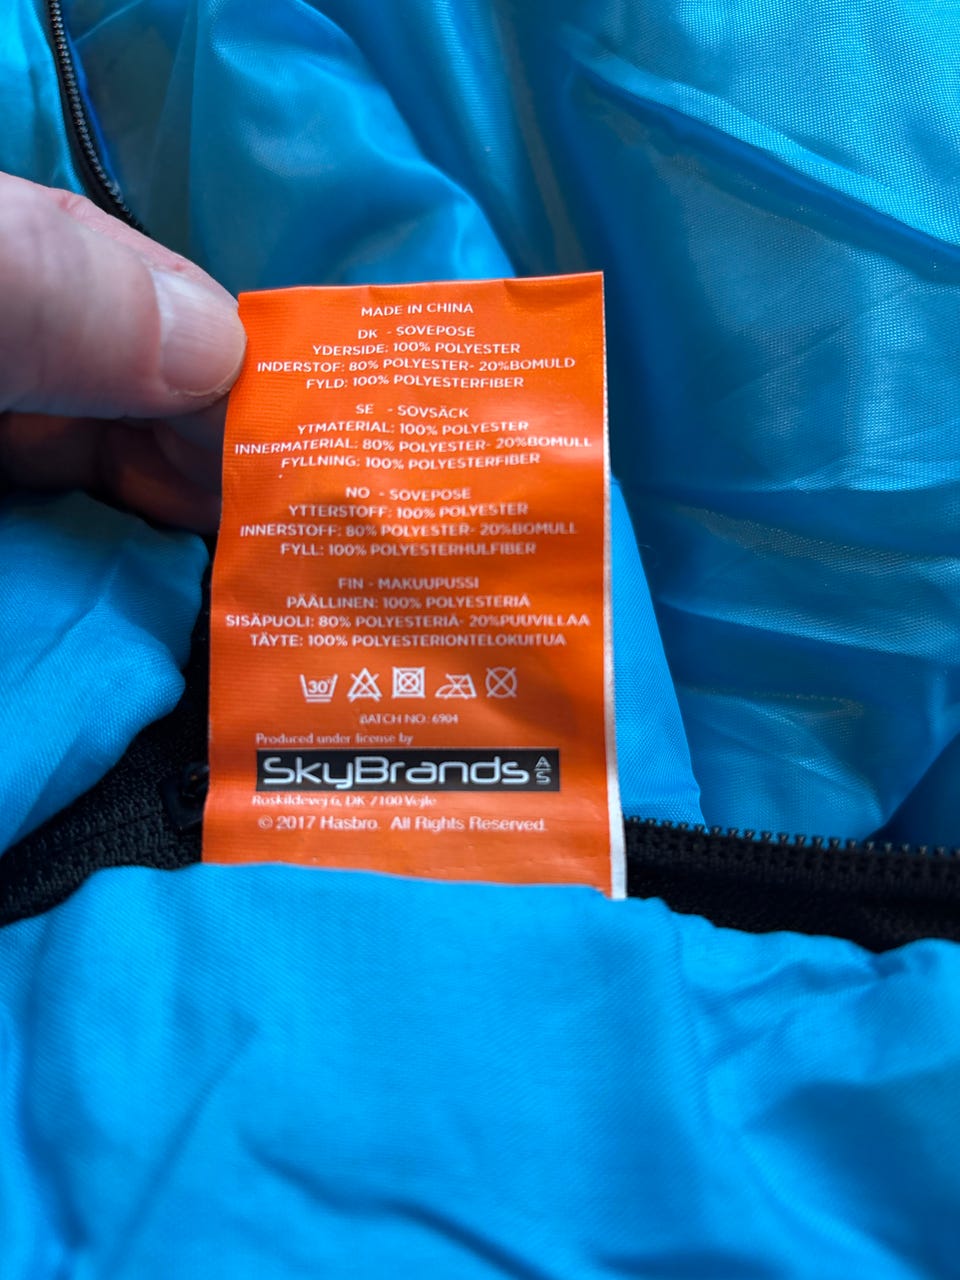 MADE IN CHINA
DK - SOVEPOSE
YDERSIDE: 100% POLYESTER
INDERSTOF: 80% POLYESTER- 20%BOMULD
FYLD: 100% POLYESTERFIBER
SE - SOVSÄCK
YTMATERIAL: 100% POLYESTER
INNERMATERIAL: 80% POLYESTER- 20%BOMULL
FYLLNING: 100% POLYESTERFIBER
NO - SOVEPOSE
YTTERSTOFF: 100% POLYESTER
INNERSTOFF: 80% POLYESTER- 20%BOMULL
FYLL: 100% POLYESTERHULFIBER
FIN - MAKUUPUSSI
PÄÄLLINEN: 100% POLYESTERIÄ
SISÄPUOLI: 80% POLYESTERIÄ- 20%PUUVILLAA
TÄYTE: 100% POLYESTERIONTELOKUITUA
30°
BATCH NO.: 6904
Produced under license by
SkyBrands A/S
Roskildevej 6, DK-7100 Vejle
© 2017 Hasbro. All Rights Reserved.